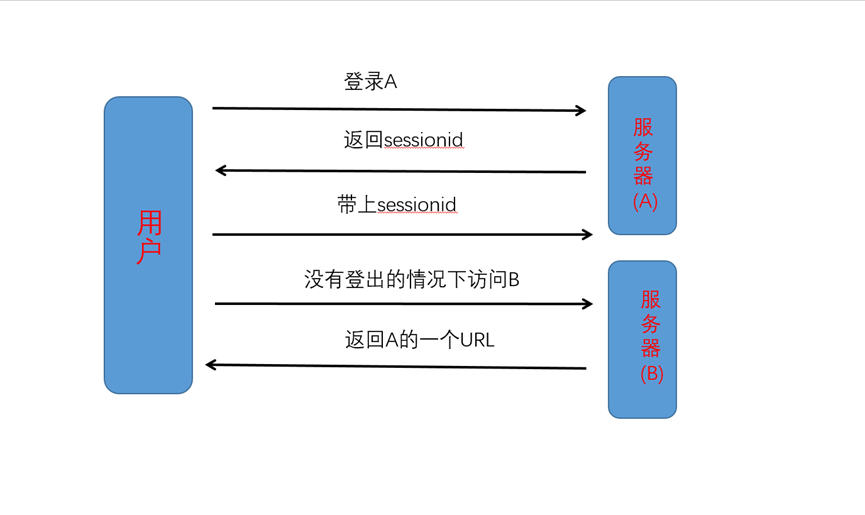 登录A
返回sessionid
带上sessionid
没有登出的情况下访问B
返回A的一个URL
用
户
服
务
器
(A)
服
务
器
(B)